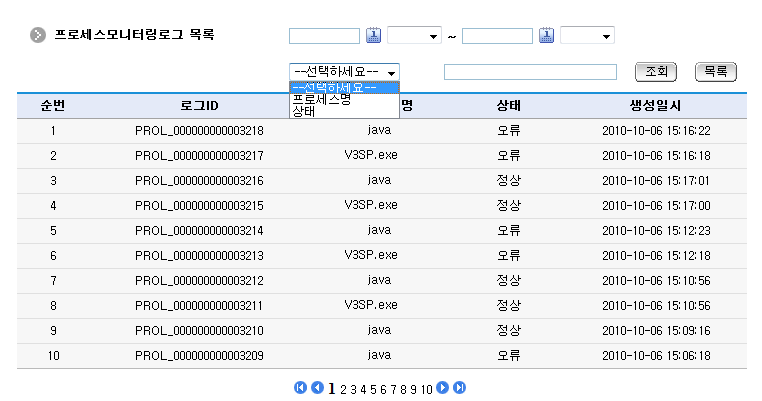 프로세스모니터링로그 목록
~
--선택하세요-- 조회 목록
--선택하세요--
프로세스명
상태
순번 로그ID 명 상태 생성일시
1 PROL_000000000003218 java 오류 2010-10-06 15:16:22
2 PROL_000000000003217 V3SP.exe 오류 2010-10-06 15:16:18
3 PROL_000000000003216 java 정상 2010-10-06 15:17:01
4 PROL_000000000003215 V3SP.exe 정상 2010-10-06 15:17:00
5 PROL_000000000003214 java 오류 2010-10-06 15:12:23
6 PROL_000000000003213 V3SP.exe 오류 2010-10-06 15:12:18
7 PROL_000000000003212 java 정상 2010-10-06 15:10:56
8 PROL_000000000003211 V3SP.exe 정상 2010-10-06 15:10:56
9 PROL_000000000003210 java 정상 2010-10-06 15:09:16
10 PROL_000000000003209 java 오류 2010-10-06 15:06:18
1 2 3 4 5 6 7 8 9 10